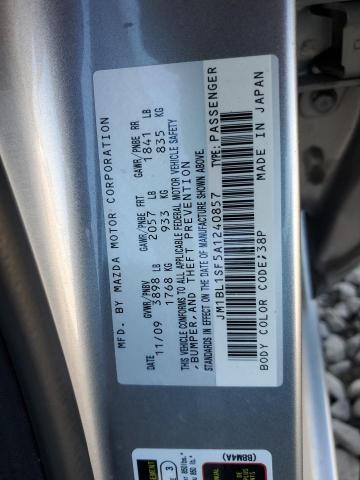 MFD. BY MAZDA MOTOR CORPORATION
DATE GVWR/PNBV GAWR/PNBE FRT GAWR/PNBE RR
11/09 3898 LB 2057 LB 1841 LB
1768 KG 933 KG 835 KG
THIS VEHICLE CONFORMS TO ALL APPLICABLE FEDERAL MOTOR VEHICLE SAFETY
,BUMPER,AND THEFT PREVENTION
STANDARDS IN EFFECT ON THE DATE OF MANUFACTURE SHOWN ABOVE.
JM1BL1SF5A1240857 TYPE:PASSENGER
BODY COLOR CODE;38P MADE IN JAPAN
(BBM4A)
3